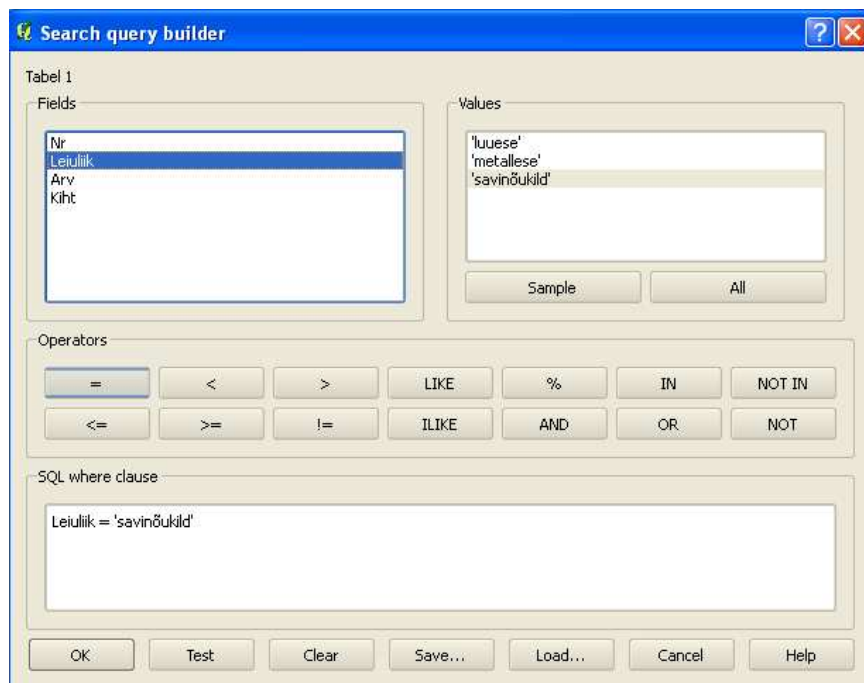 Search query builder
Tabel 1
Fields
Nr
Leiuliik
Arv
Kiht
Values
'luuese'
'metallese'
'savinõukild'
Sample All
Operators
= < > LIKE % IN NOT IN
<= >= != ILIKE AND OR NOT
SQL where clause
Leiuliik = 'savinõukild'
OK Test Clear Save... Load... Cancel Help